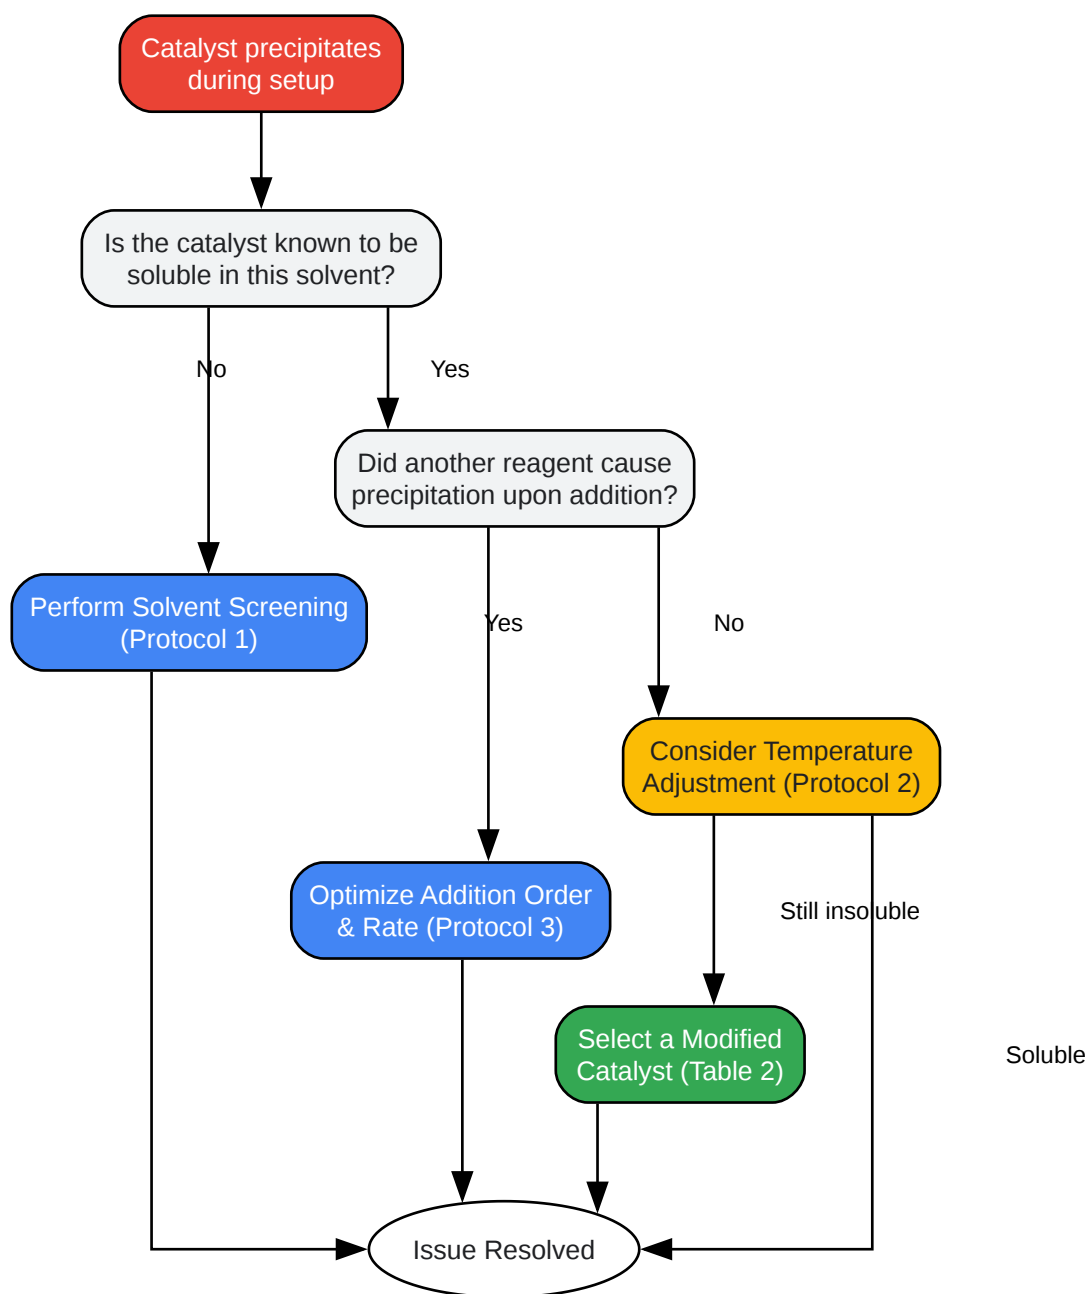 Catalyst precipitates
during setup
Is the catalyst known to be
soluble in this solvent?
No
Yes
Did another reagent cause
precipitation upon addition?
Perform Solvent Screening
(Protocol 1)
Yes
No
Consider Temperature
Adjustment (Protocol 2)
Optimize Addition Order
& Rate (Protocol 3)
Still insoluble
Select a Modified
Catalyst (Table 2)
Soluble
Issue Resolved